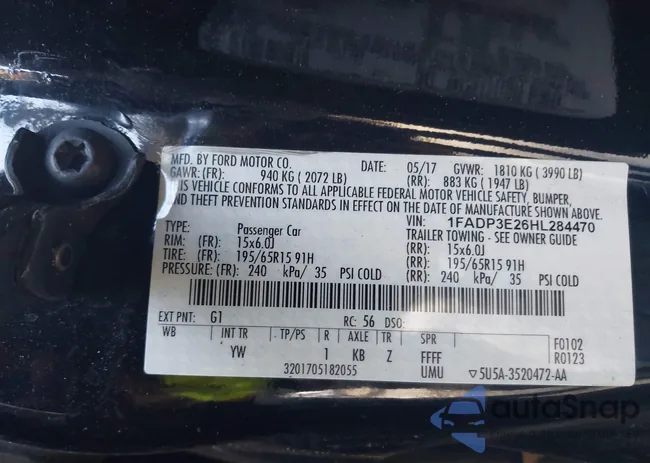 MFD. BY FORD MOTOR CO. DATE: 05/17 GVWR: 1810 KG ( 3990 LB)
GAWR: (FR): 940 KG ( 2072 LB) (RR): 883 KG ( 1947 LB)
THIS VEHICLE CONFORMS TO ALL APPLICABLE FEDERAL MOTOR VEHICLE SAFETY, BUMPER,
AND THEFT PREVENTION STANDARDS IN EFFECT ON THE DATE OF MANUFACTURE SHOWN ABOVE.
VIN: 1FADP3E26HL284470
TYPE: Passenger Car TRAILER TOWING - SEE OWNER GUIDE
RIM: (FR): 15x6.0J (RR): 15x6.0J
TIRE: (FR): 195/65R15 91H (RR): 195/65R15 91H
PRESSURE: (FR): 240 kPa/ 35 PSI COLD (RR): 240 kPa/ 35 PSI COLD
EXT PNT: G1 RC: 56 DSO: F0102
WB INT TR TP/PS R AXLE TR SPR R0123
YW 1 KB Z FFFF
3201705182055 UMU ▽5U5A-3520472-AA
autoSnap